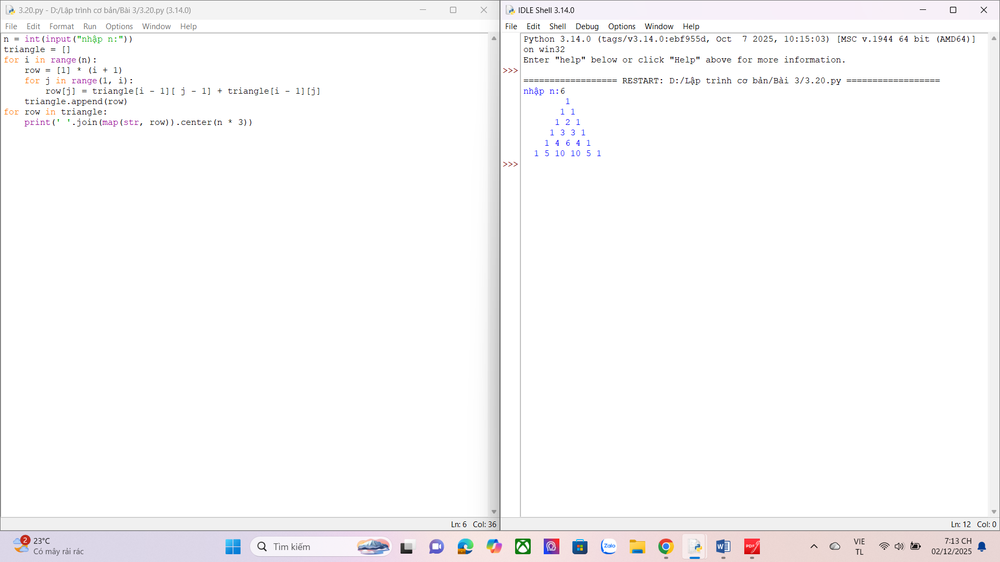 3.20.py - D:/Lập trình cơ bản/Bài 3/3.20.py (3.14.0)
File Edit Format Run Options Window Help
n = int(input("nhập n:"))
triangle = []
for i in range(n):
    row = [1] * (i + 1)
    for j in range(1, i):
        row[j] = triangle[i - 1][ j - 1] + triangle[i - 1][j]
    triangle.append(row)
for row in triangle:
    print(' '.join(map(str, row)).center(n * 3))
Ln: 6 Col: 36
IDLE Shell 3.14.0
File Edit Shell Debug Options Window Help
Python 3.14.0 (tags/v3.14.0:ebf955d, Oct  7 2025, 10:15:03) [MSC v.1944 64 bit (AMD64)]
on win32
Enter "help" below or click "Help" above for more information.
>>>
================== RESTART: D:/Lập trình cơ bản/Bài 3/3.20.py ==================
nhập n:6
        1
       1 1
      1 2 1
     1 3 3 1
    1 4 6 4 1
  1 5 10 10 5 1
>>>
Ln: 12 Col: 0
2
23°C
Có mây rải rác
Tìm kiếm
Zalo
W
PDF
VIE
TL
7:13 CH
02/12/2025